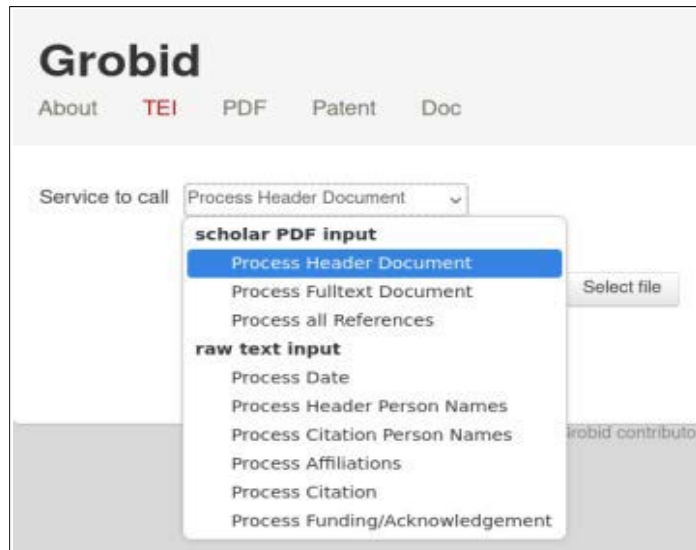 Grobid
About TEI PDF Patent Doc
Service to call Process Header Document
scholar PDF input
Process Header Document
Process Fulltext Document
Select file
Process all References
raw text input
Process Date
Process Header Person Names
Process Citation Person Names
Process Affiliations
Process Citation
Process Funding/Acknowledgement